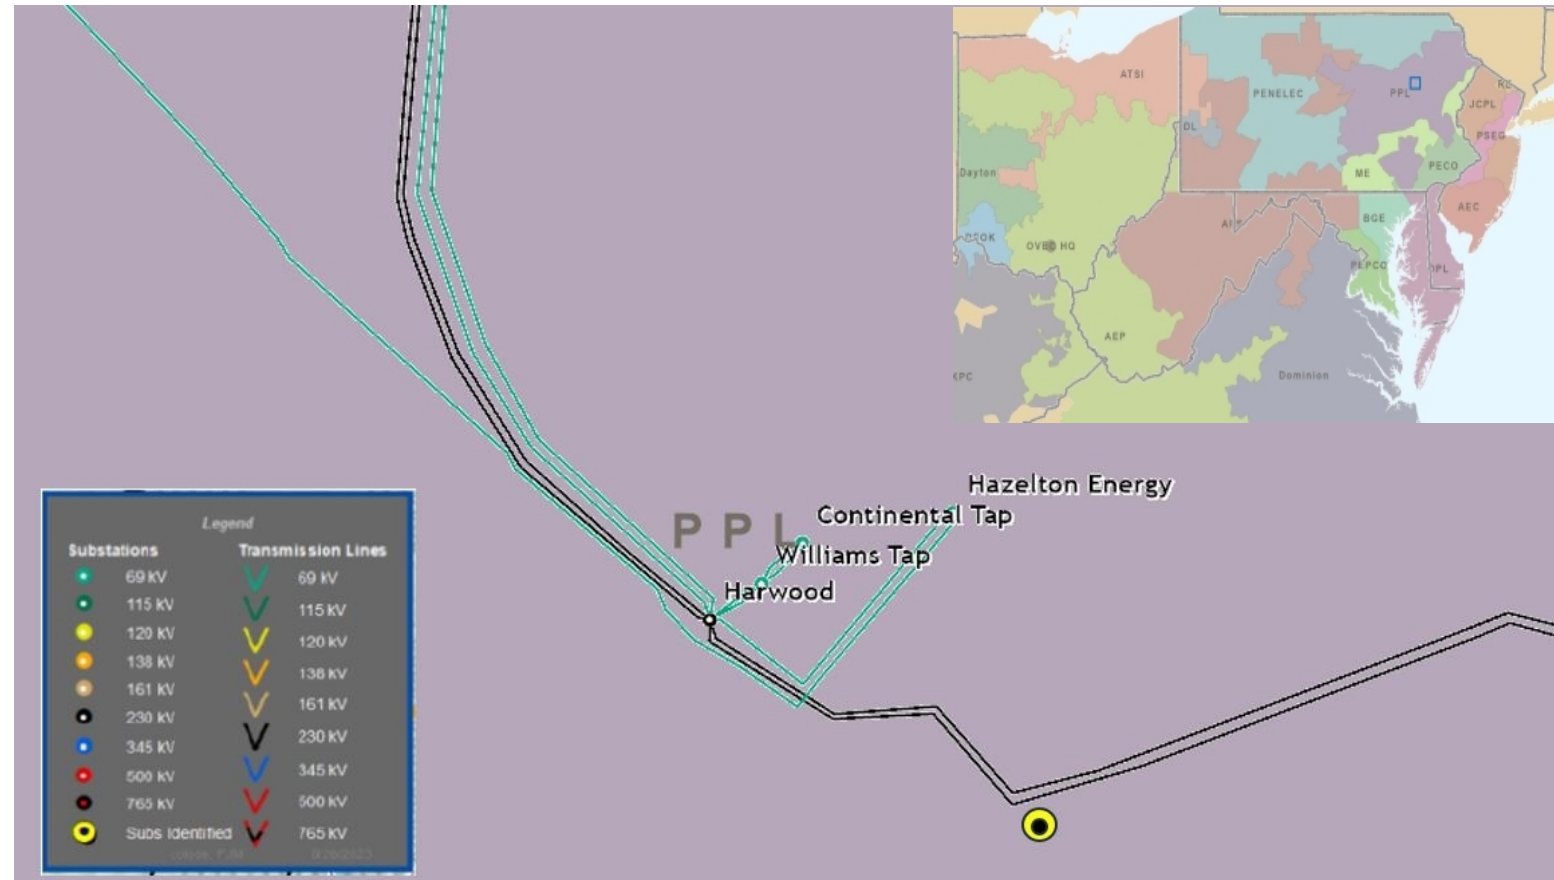 ATSI
PENELEC
PPL
JCPL
PSEG
DL
PECO
ME
Dayton
AEC
BGE
OVEC HQ
PEPCO
DPL
AEP
Dominion
Hazelton Energy
Continental Tap
PPL
Williams Tap
Harwood
Legend
Substations Transmission Lines
69 kV 69 kV
115 kV 115 kV
120 kV 120 kV
138 kV 138 kV
161 kV 161 kV
230 kV 230 kV
345 kV 345 kV
500 kV 500 kV
765 kV 765 kV
Subs Identified